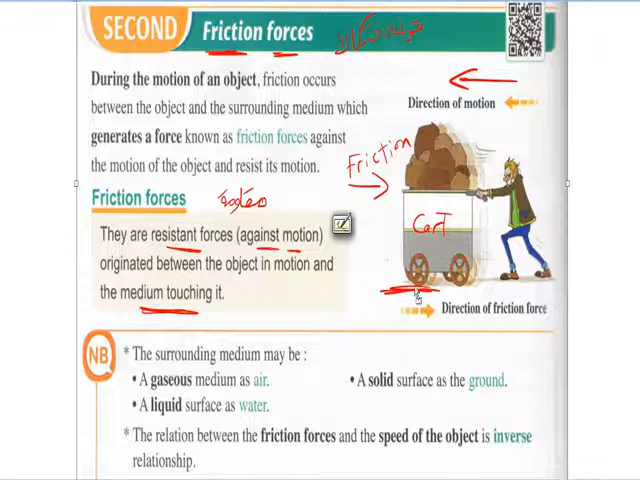 SECOND
Friction forces
قوى الاحتكاك
During the motion of an object, friction occurs
between the object and the surrounding medium which
generates a force known as friction forces against
the motion of the object and resist its motion.
Direction of motion
Friction
Cart
Friction forces
مقاومة
They are resistant forces (against motion)
originated between the object in motion and
the medium touching it.
Direction of friction force
NB
* The surrounding medium may be :
• A gaseous medium as air.
• A solid surface as the ground.
• A liquid surface as water.
* The relation between the friction forces and the speed of the object is inverse
relationship.